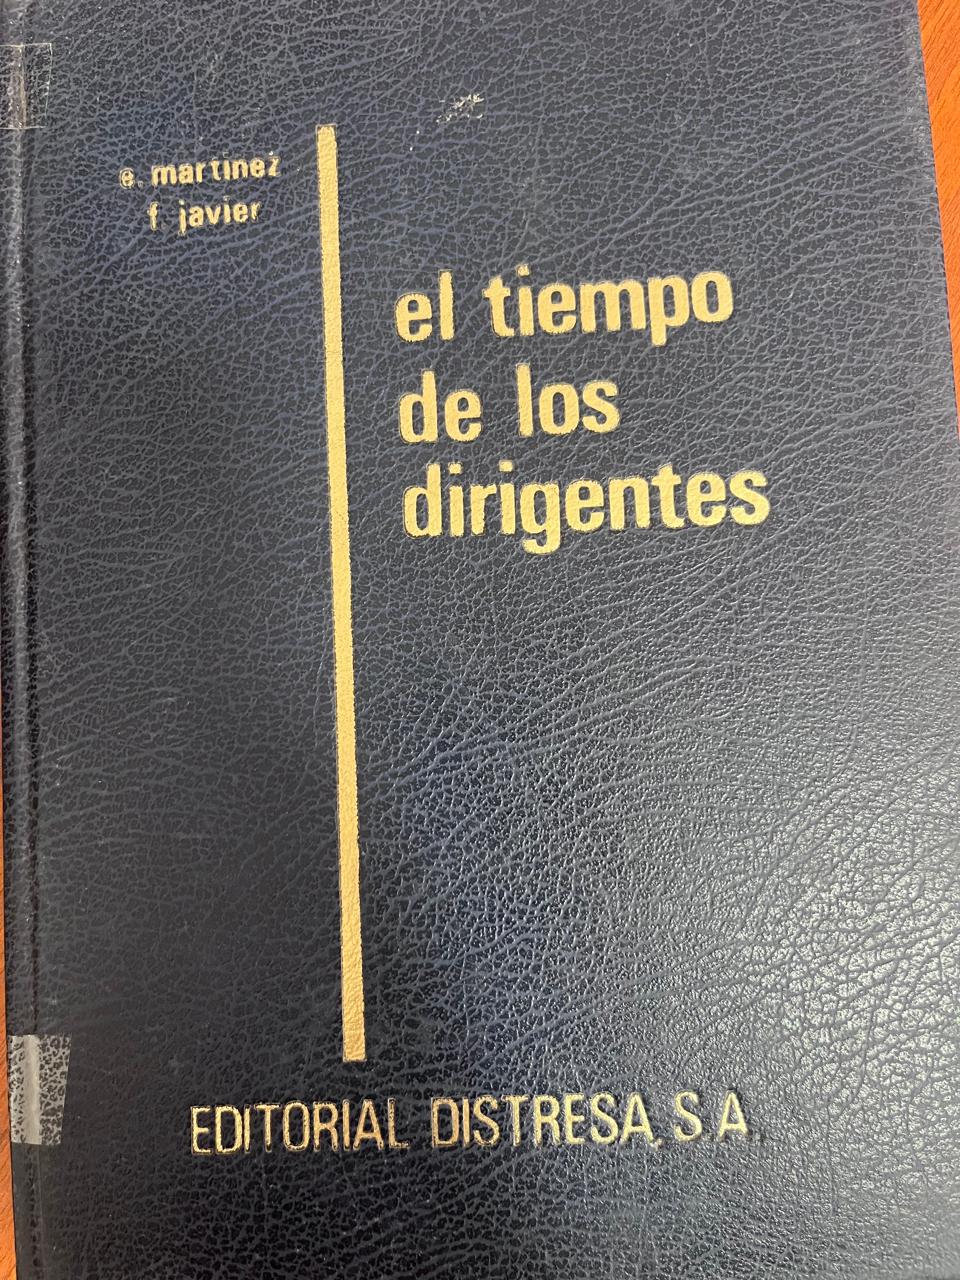 e. martinez
f javier
el tiempo
de los
dirigentes
EDITORIAL DISTRESA, S.A.